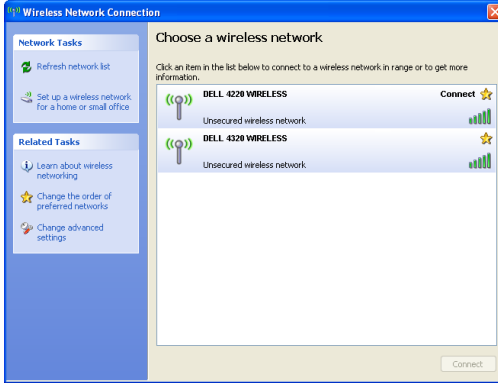 Wireless Network Connection
Network Tasks
Refresh network list
Set up a wireless network
for a home or small office
Related Tasks
Learn about wireless
networking
Change the order of
preferred networks
Change advanced
settings
Choose a wireless network
Click an item in the list below to connect to a wireless network in range or to get more
information.
DELL 4220 WIRELESS Connect
Unsecured wireless network
DELL 4320 WIRELESS
Unsecured wireless network
Connect